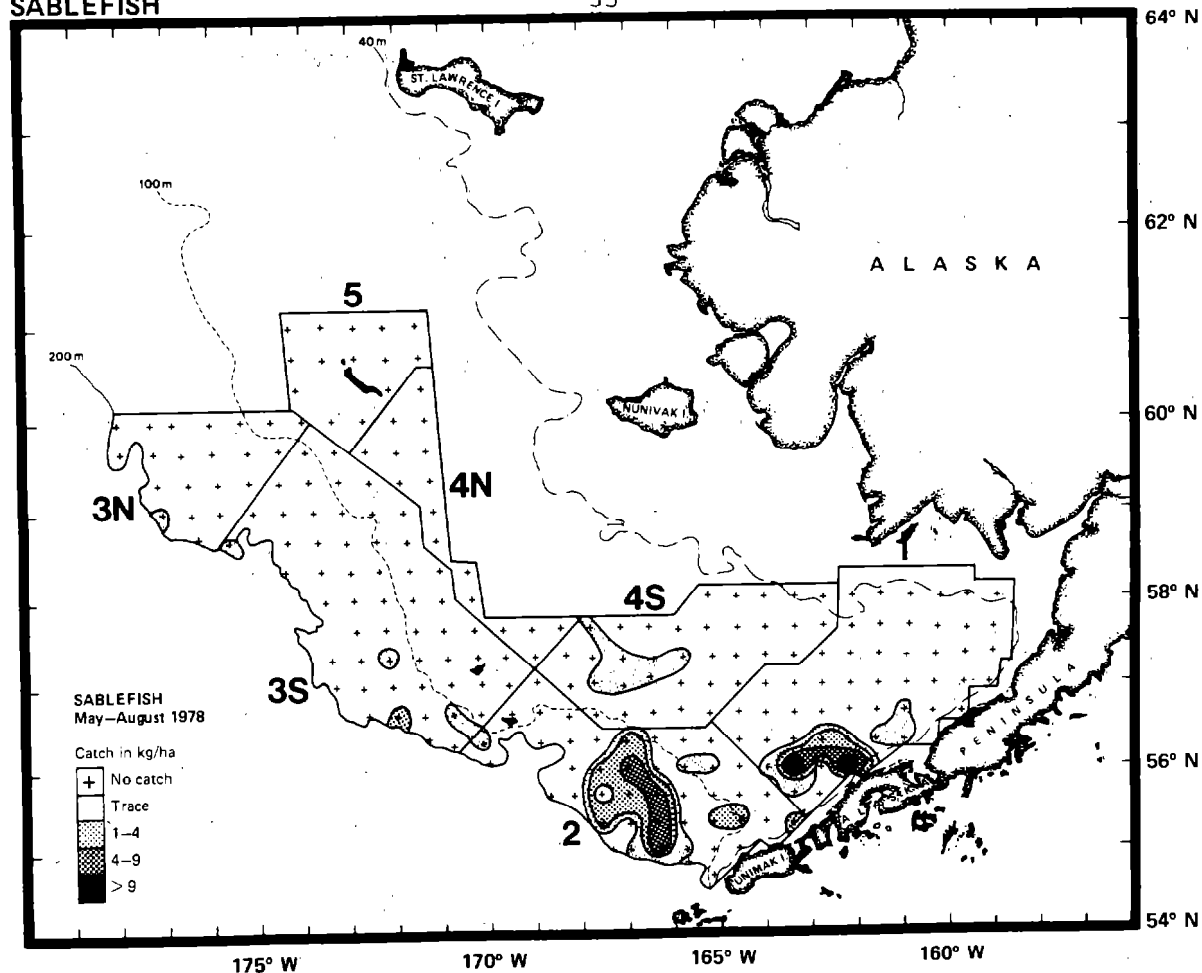 SABLEFISH
64° N
40 m
ST. LAWRENCE I
100 m
62° N
ALASKA
5
200 m
NUNIVAK I
60° N
4N
3N
4S
58° N
3S
SABLEFISH
May–August 1978
PENINSULA
Catch in kg/ha
+ No catch
Trace
1–4
4–9
> 9
56° N
2
UNIMAK I
54° N
175° W
170° W
165° W
160° W